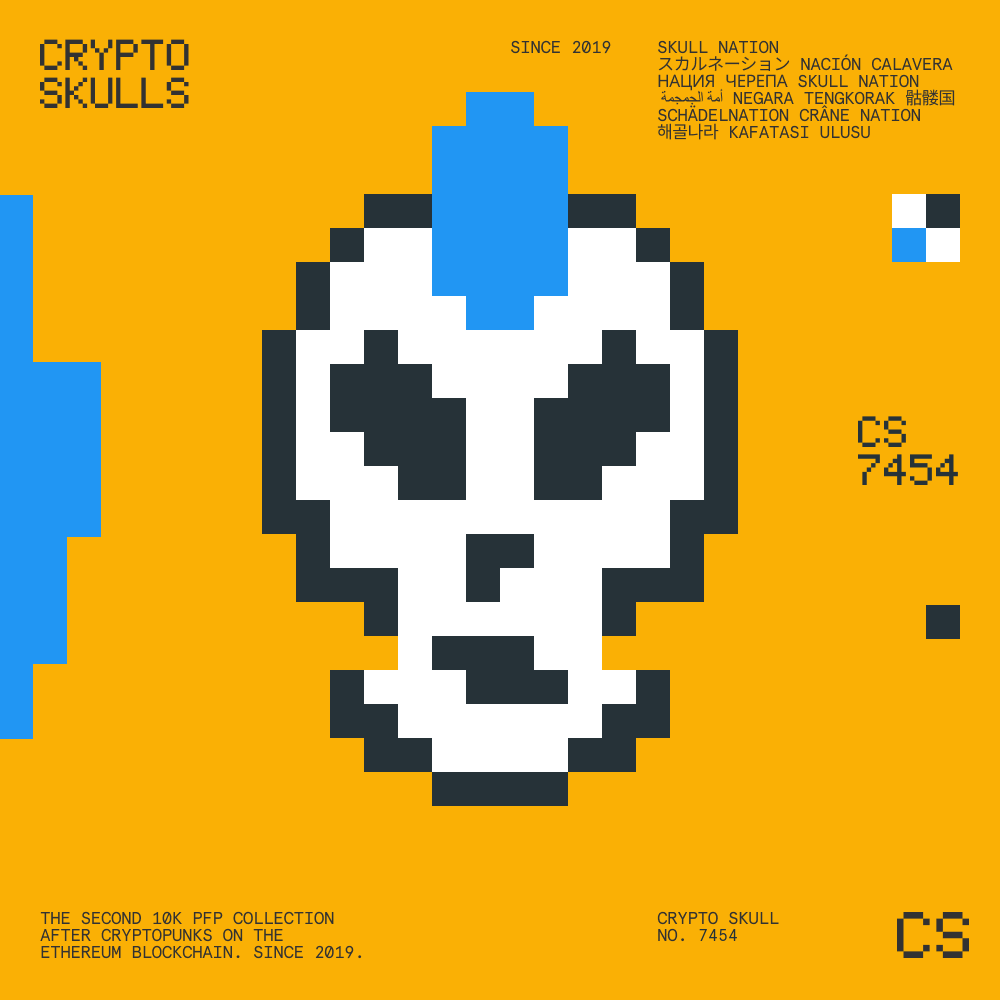 CRYPTO
SKULLS
SINCE 2019
SKULL NATION
スカルネーション NACIÓN CALAVERA
НАЦИЯ ЧЕРЕПА SKULL NATION
أمة الجمجمة NEGARA TENGKORAK 骷髅国
SCHÄDELNATION CRÂNE NATION
해골나라 KAFATASI ULUSU
CS
7454
THE SECOND 10K PFP COLLECTION
AFTER CRYPTOPUNKS ON THE
ETHEREUM BLOCKCHAIN. SINCE 2019.
CRYPTO SKULL
NO. 7454
CS